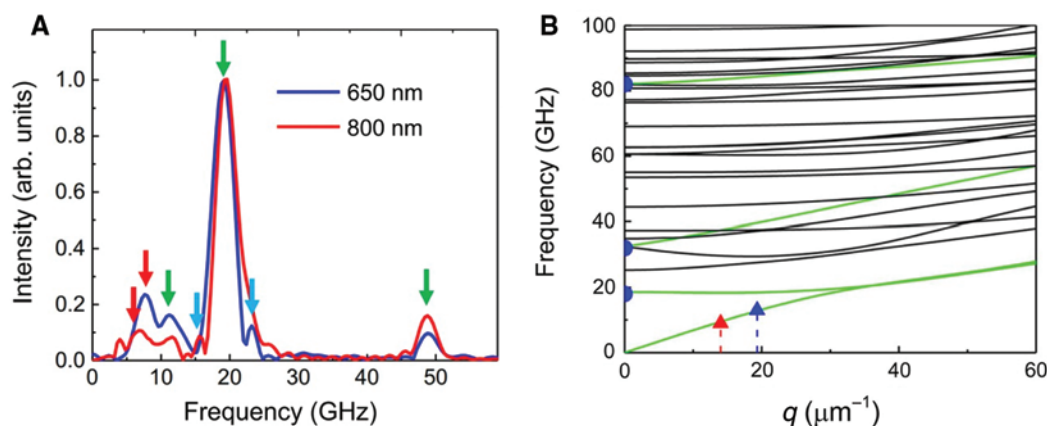 A
Intensity (arb. units)
1.0
0.8
0.6
0.4
0.2
0.0
650 nm
800 nm
0 10 20 30 40 50
Frequency (GHz)
B
Frequency (GHz)
100
80
60
40
20
0
0 20 40 60
q (μm⁻¹)